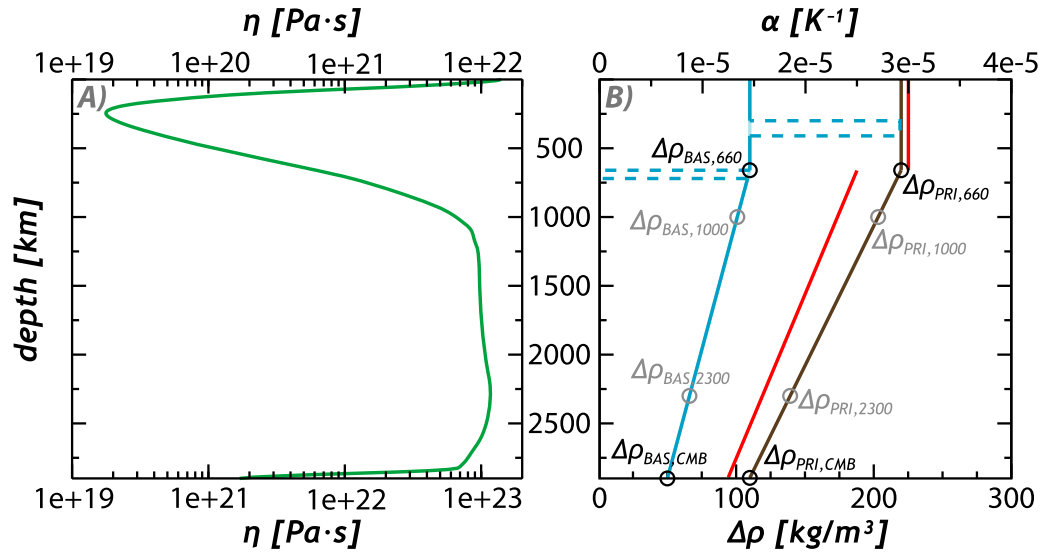 η [Pa·s]
α [K⁻¹]
1e+19 1e+20 1e+21 1e+22
0 1e-5 2e-5 3e-5 4e-5
A)
B)
500
1000
1500
2000
2500
depth [km]
Δρ_BAS,660
Δρ_PRI,660
Δρ_BAS,1000
Δρ_PRI,1000
Δρ_BAS,2300
Δρ_PRI,2300
Δρ_BAS,CMB
Δρ_PRI,CMB
1e+19 1e+21 1e+22 1e+23
0 100 200 300
η [Pa·s]
Δρ [kg/m³]